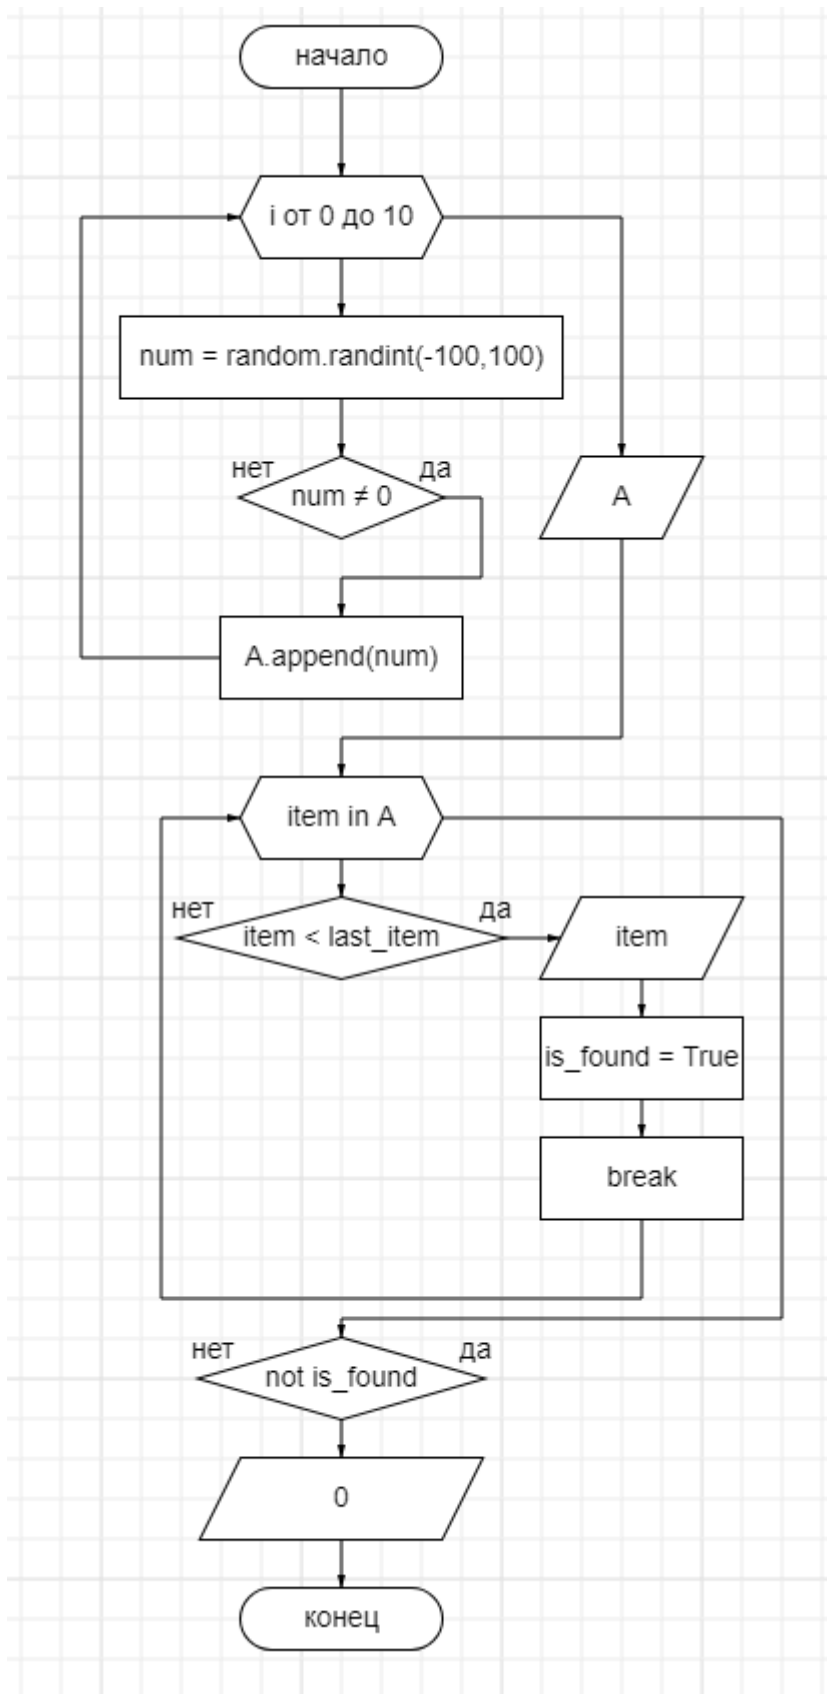 начало
i от 0 до 10
num = random.randint(-100,100)
нет
да
num ≠ 0
A
A.append(num)
item in A
нет
да
item < last_item
item
is_found = True
break
нет
да
not is_found
0
конец